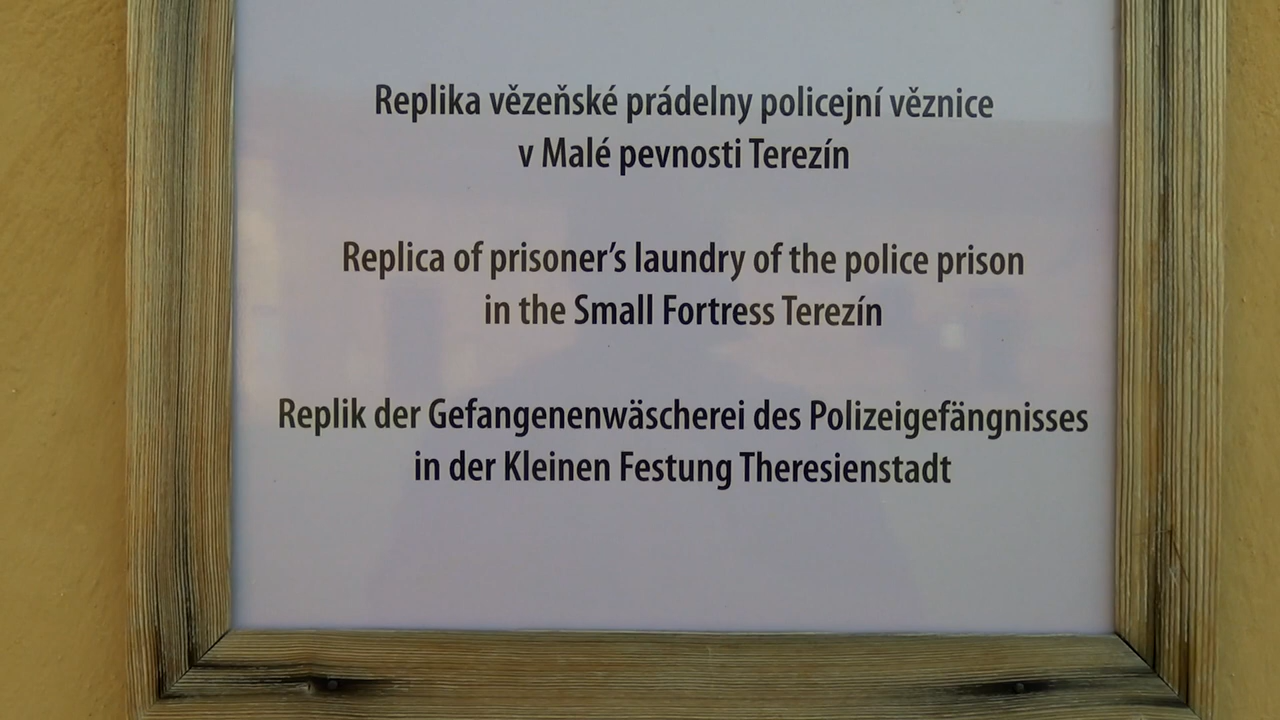 Replika vězeňské prádelny policejní věznice
v Malé pevnosti Terezín
Replica of prisoner’s laundry of the police prison
in the Small Fortress Terezín
Replik der Gefangenenwäscherei des Polizeigefängnisses
in der Kleinen Festung Theresienstadt